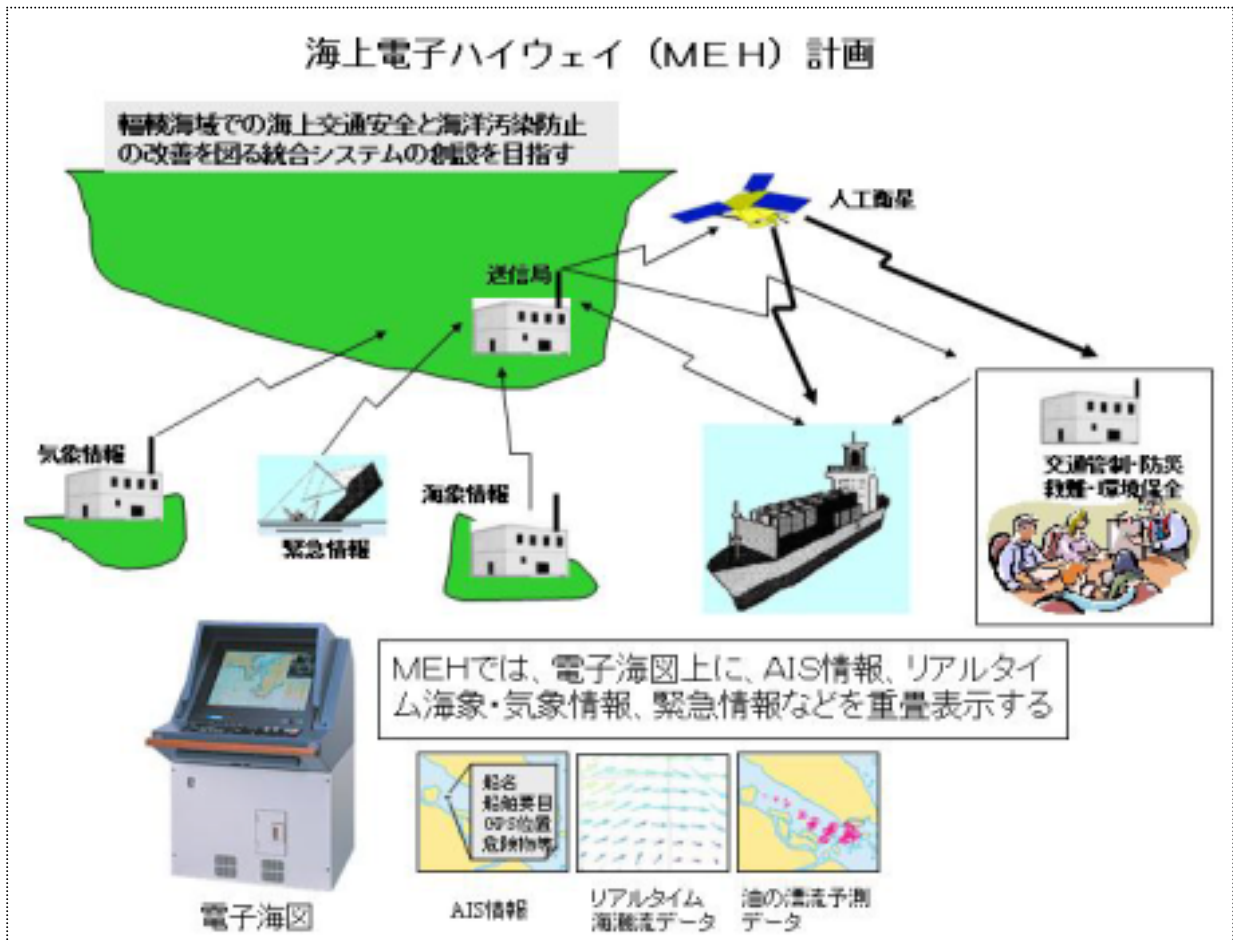 海上電子ハイウェイ（MEH）計画
輻輳海域での海上交通安全と海洋汚染防止
の改善を図る統合システムの創設を目指す
人工衛星
送信局
気象情報
緊急情報
海象情報
交通管制・防災
救難・環境保全
MEHでは、電子海図上に、AIS情報、リアルタイ
ム海象・気象情報、緊急情報などを重畳表示する
船名
船舶要目
GPS位置
危険物等
電子海図
AIS情報
リアルタイム
海潮流データ
油の漂流予測
データ